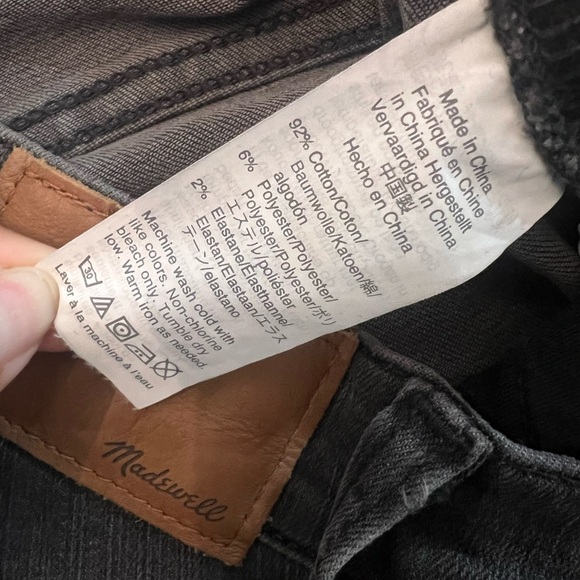 Made in China
Fabriqué en Chine
in China Hergestellt
Vervaardigd in China
中国製
Hecho en China
92% Cotton/Coton/
Baumwolle/Katoen/綿/
algodón
6% Polyester/Polyester/
Polyester/Polyester/ポリ
エステル/poliéster
2% Elastane/Élasthanne/
Elastan/Elastaan/エラス
テーン/elastano
Machine wash cold with
like colors. Non-chlorine
bleach only. Tumble dry
low. Warm iron as needed.
30
Laver à la machine à l'eau
Madewell